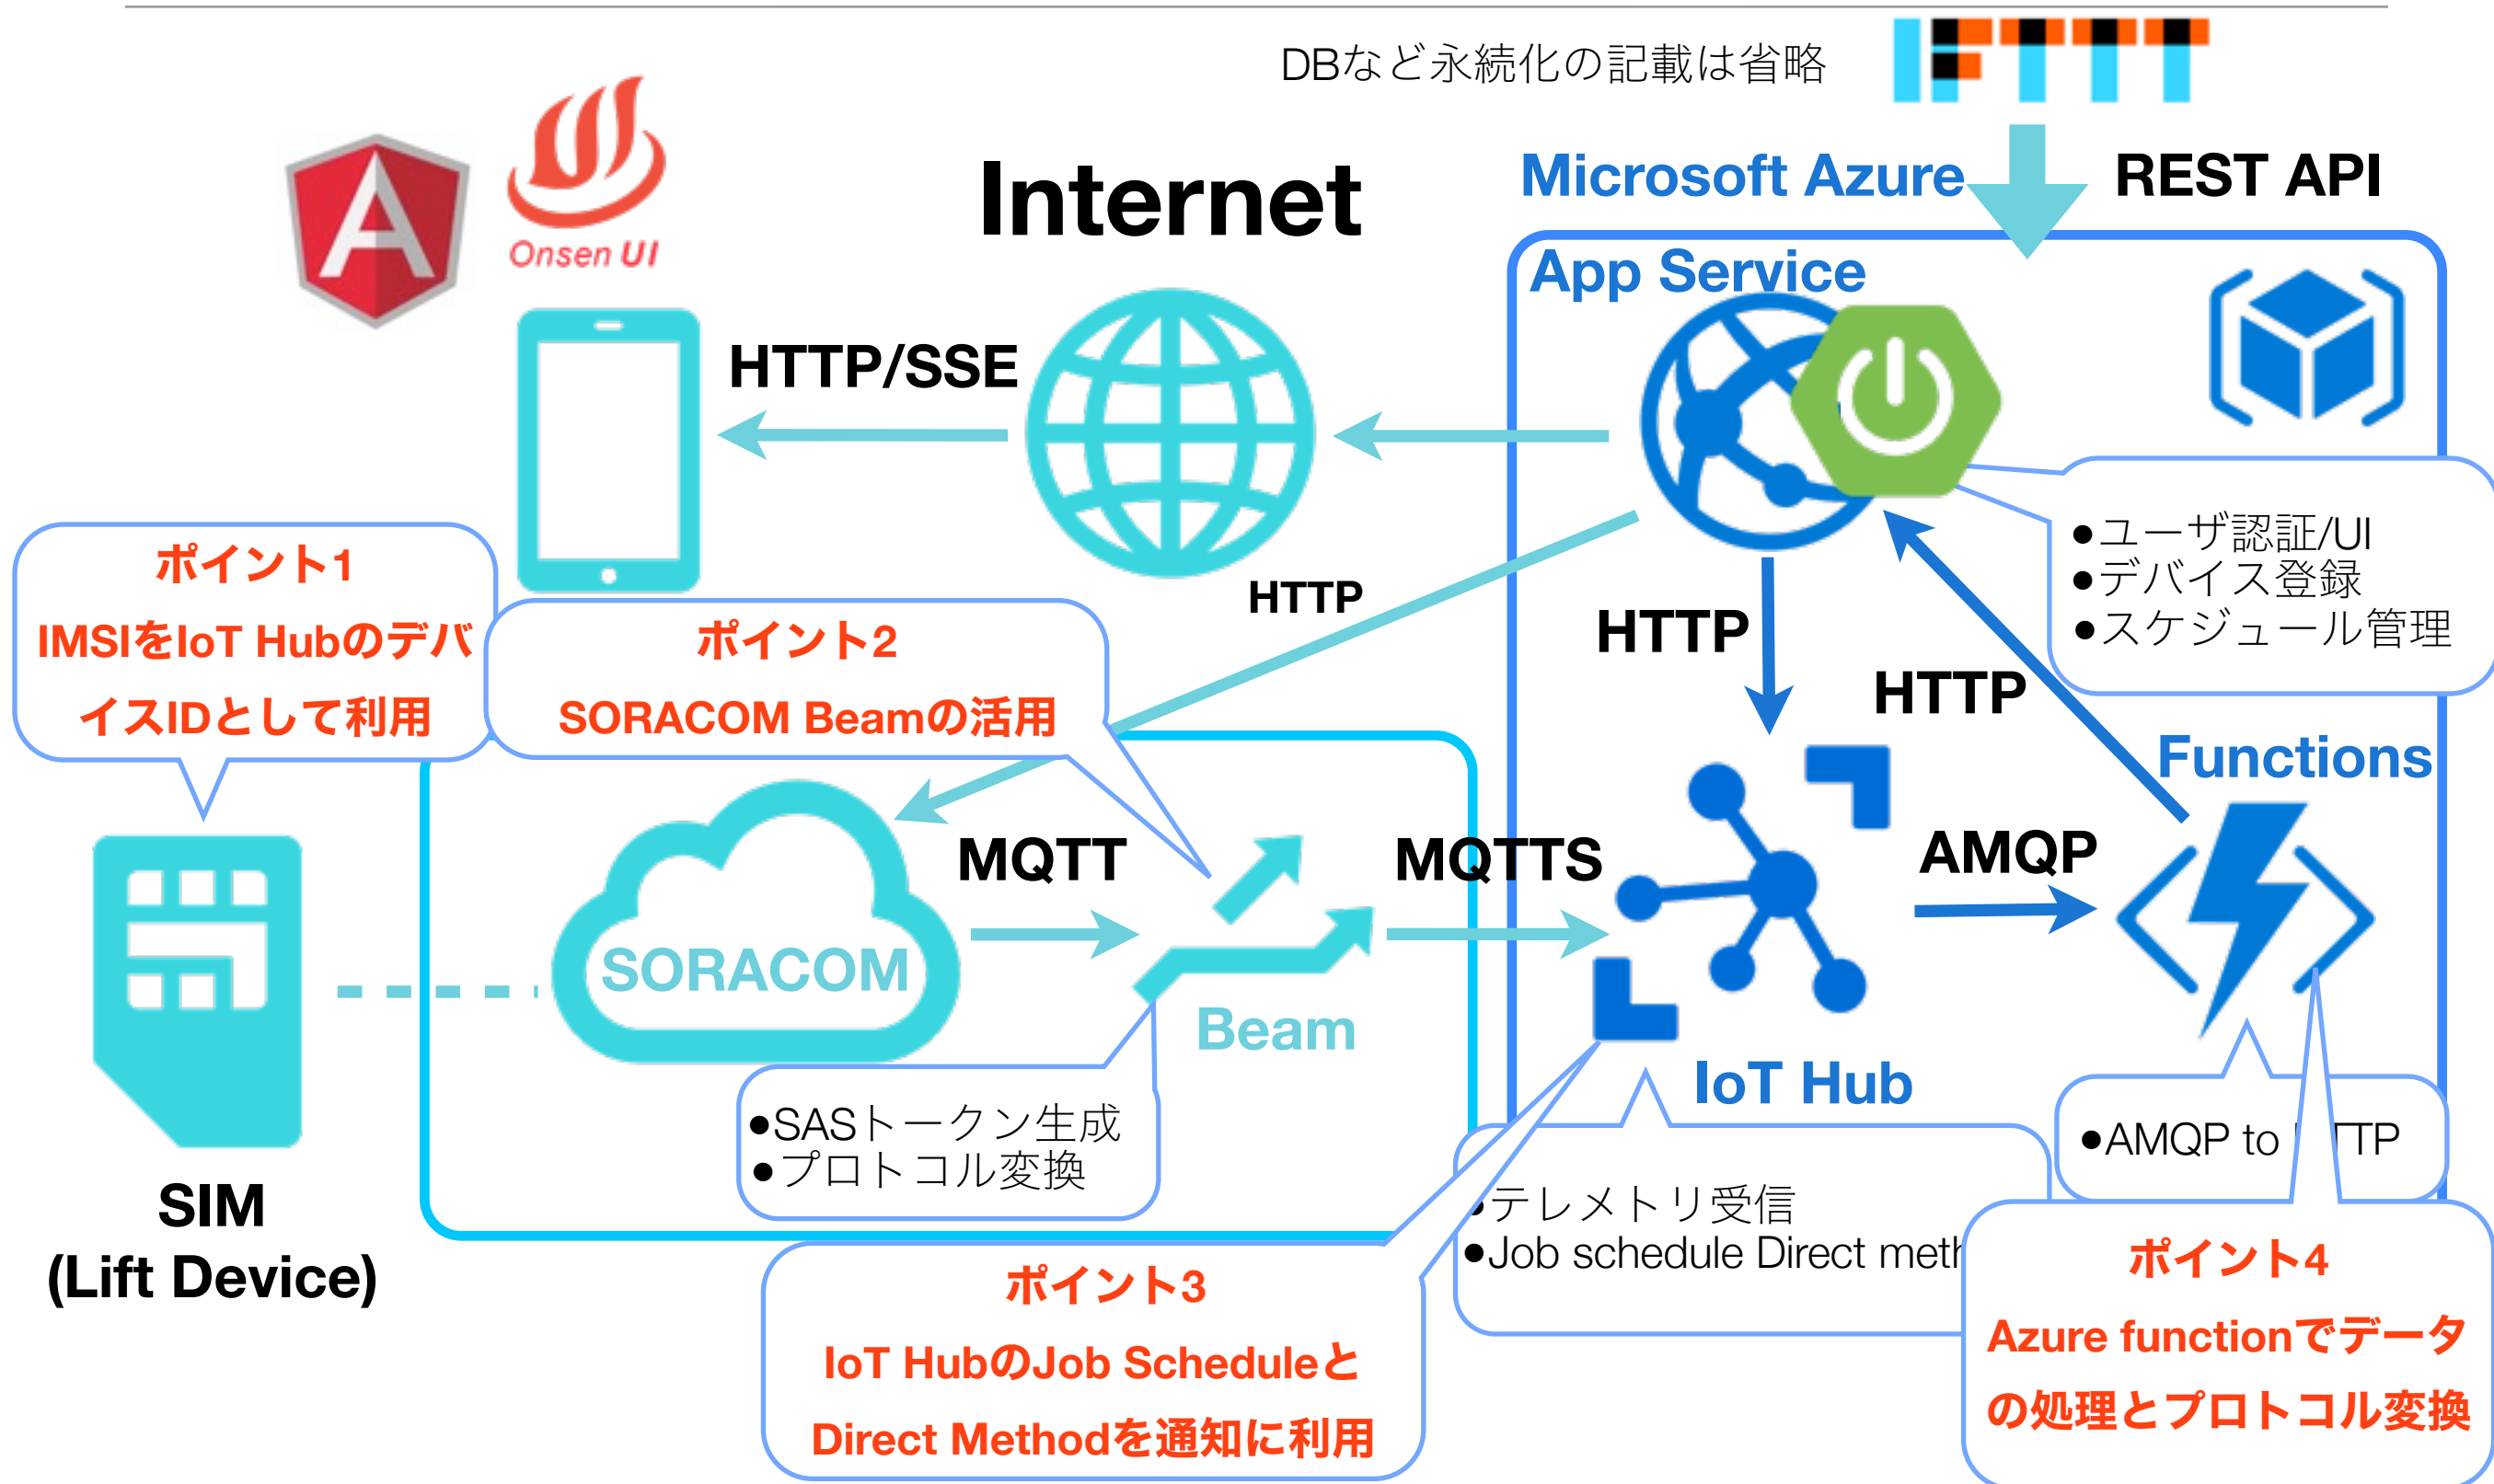 DBなど永続化の記載は省略
IFTTT
Onsen UI
Internet
Microsoft Azure
REST API
App Service
HTTP/SSE
●ユーザ認証/UI
●デバイス登録
●スケジュール管理
ポイント1
IMSIをIoT Hubのデバ
イスIDとして利用
ポイント2
SORACOM Beamの活用
HTTP
HTTP
HTTP
Functions
MQTT
MQTTS
AMQP
SORACOM
Beam
IoT Hub
●SASトークン生成
●プロトコル変換
●AMQP to HTTP
SIM
(Lift Device)
●テレメトリ受信
●Job schedule Direct meth
ポイント3
IoT HubのJob Scheduleと
Direct Methodを通知に利用
ポイント4
Azure functionでデータ
の処理とプロトコル変換